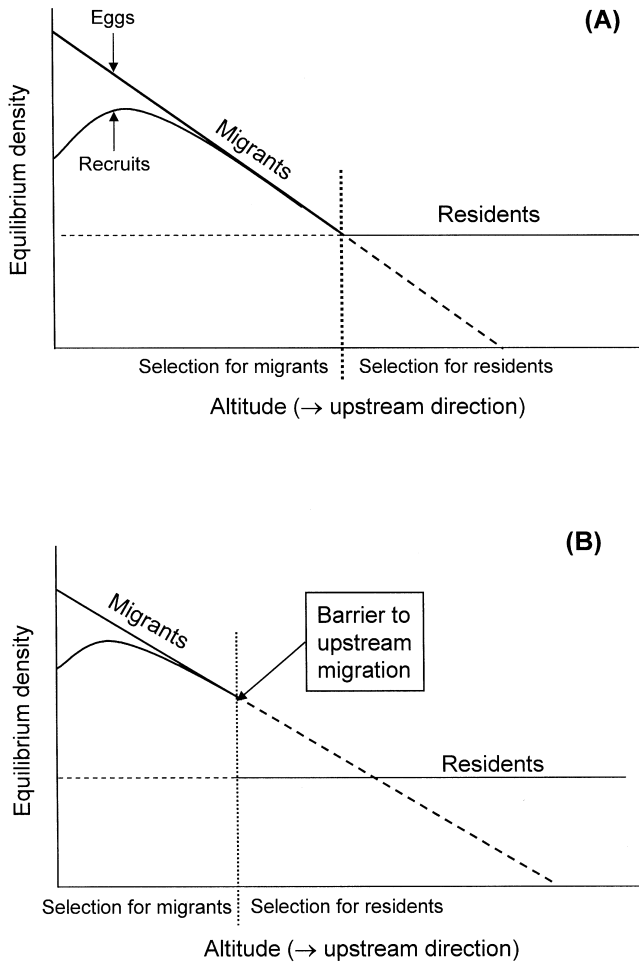 (A)
Eggs
Migrants
Recruits
Residents
Equilibrium density
Selection for migrants
Selection for residents
Altitude (→ upstream direction)
(B)
Migrants
Barrier to
upstream
migration
Residents
Equilibrium density
Selection for migrants
Selection for residents
Altitude (→ upstream direction)